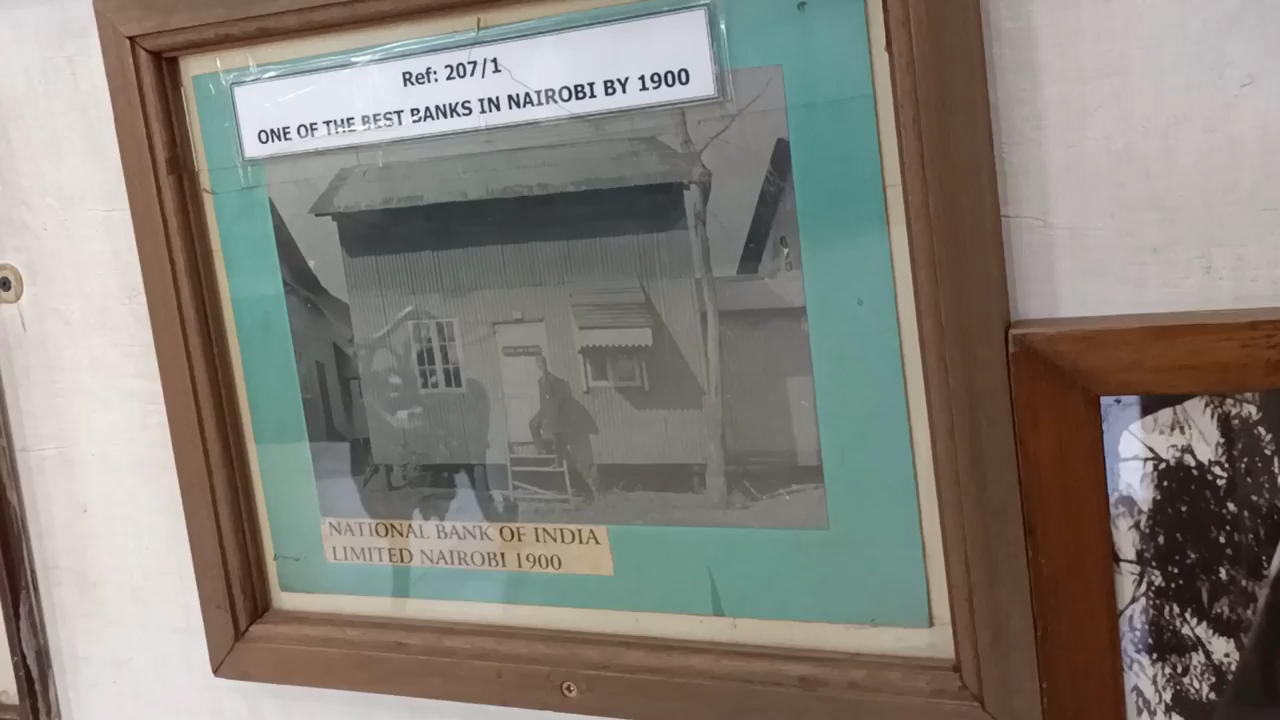 Ref: 207/1
ONE OF THE BEST BANKS IN NAIROBI BY 1900
NATIONAL BANK OF INDIA
LIMITED NAIROBI 1900